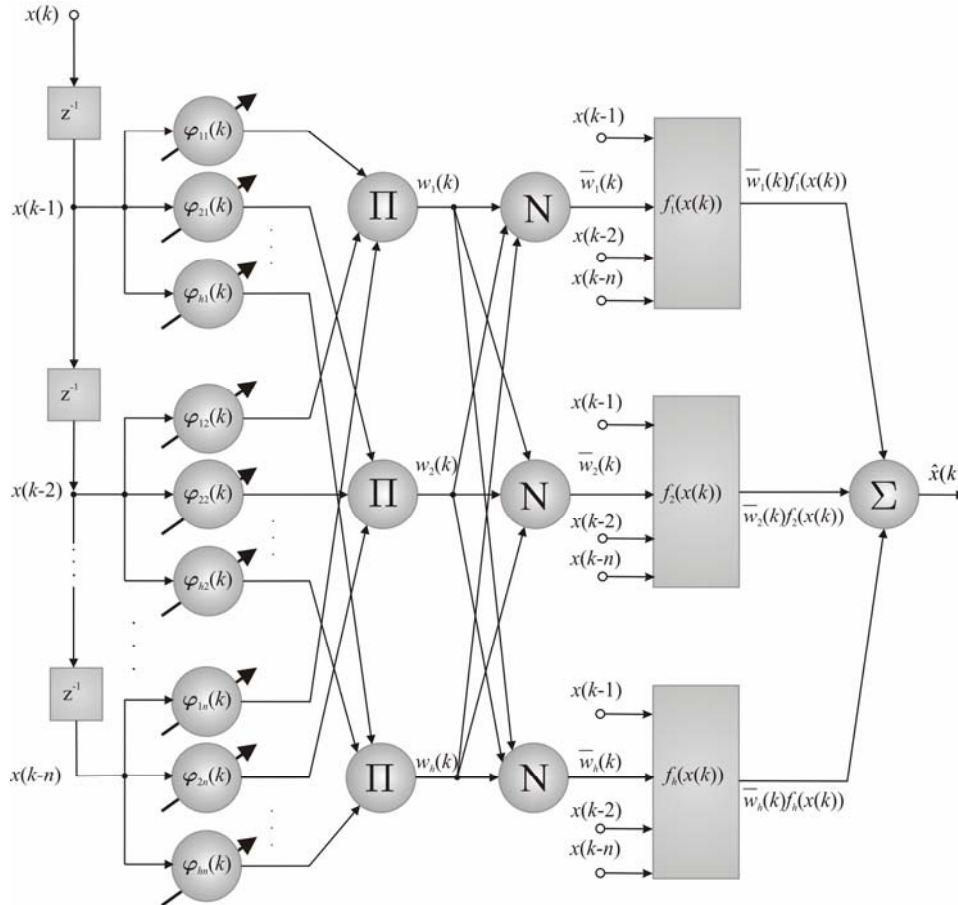 x(k)
z⁻¹
φ₁₁(k)
x(k-1)
φ₂₁(k)
φₕ₁(k)
z⁻¹
φ₁₂(k)
x(k-2)
φ₂₂(k)
φₕ₂(k)
z⁻¹
φ₁ₙ(k)
x(k-n)
φ₂ₙ(k)
φₕₙ(k)
Π
w₁(k)
Π
w₂(k)
Π
wₕ(k)
N
w̅₁(k)
N
w̅₂(k)
N
w̅ₕ(k)
x(k-1)
x(k-2)
x(k-n)
f₁(x(k))
w̅₁(k)f₁(x(k))
x(k-1)
x(k-2)
x(k-n)
f₂(x(k))
w̅₂(k)f₂(x(k))
x(k-1)
x(k-2)
x(k-n)
fₕ(x(k))
w̅ₕ(k)fₕ(x(k))
Σ
x̂(k